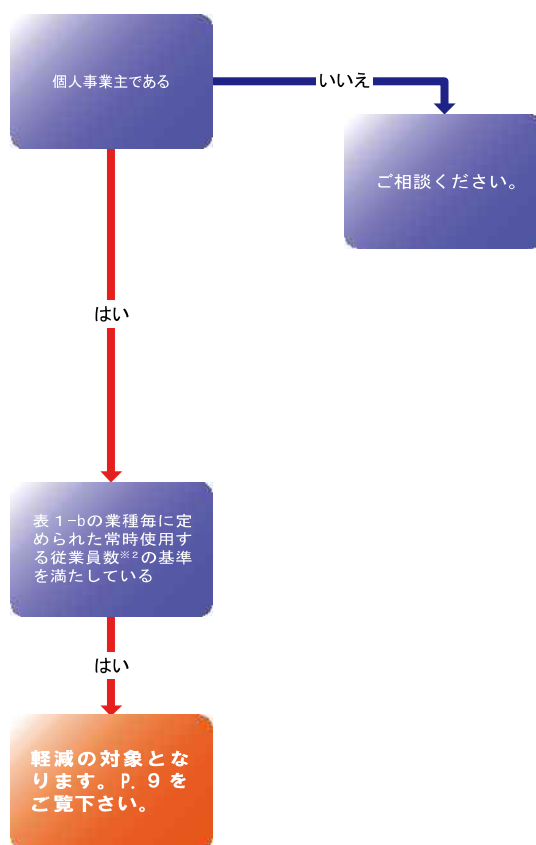 個人事業主である
いいえ
ご相談ください。
はい
表１-bの業種毎に定
められた常時使用す
る従業員数※２の基準
を満たしている
はい
軽減の対象とな
ります。P.９を
ご覧下さい。